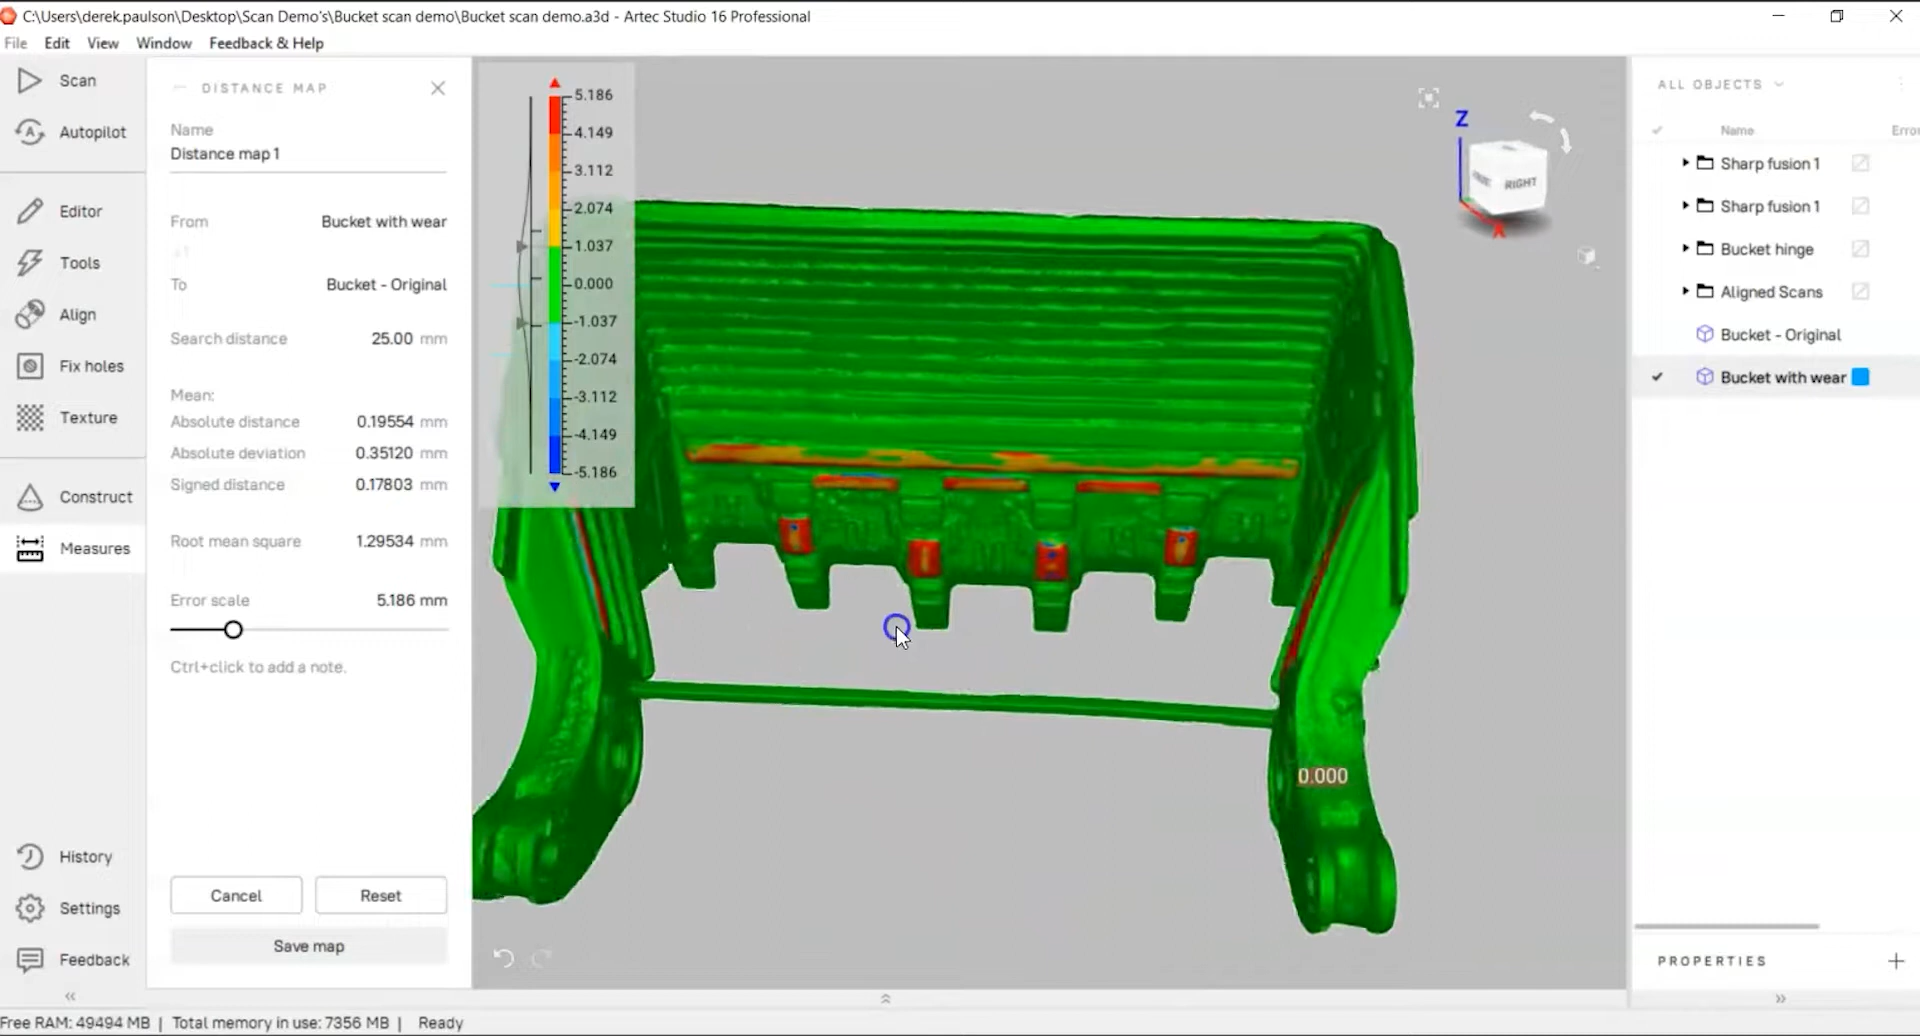 C:\Users\derek.paulson\Desktop\Scan Demo's\Bucket scan demo\Bucket scan demo.a3d - Artec Studio 16 Professional
File Edit View Window Feedback & Help
Scan
Autopilot
Editor
Tools
Align
Fix holes
Texture
Construct
Measures
History
Settings
Feedback
DISTANCE MAP
Name
Distance map 1
From Bucket with wear
To Bucket - Original
Search distance 25.00 mm
Mean:
Absolute distance 0.19554 mm
Absolute deviation 0.35120 mm
Signed distance 0.17803 mm
Root mean square 1.29534 mm
Error scale 5.186 mm
Ctrl+click to add a note.
Cancel Reset
Save map
5.186
4.149
3.112
2.074
1.037
0.000
-1.037
-2.074
-3.112
-4.149
-5.186
Z
RIGHT
X
0.000
ALL OBJECTS
Name Erro
Sharp fusion 1
Sharp fusion 1
Bucket hinge
Aligned Scans
Bucket - Original
Bucket with wear
PROPERTIES
Free RAM: 49494 MB | Total memory in use: 7356 MB | Ready